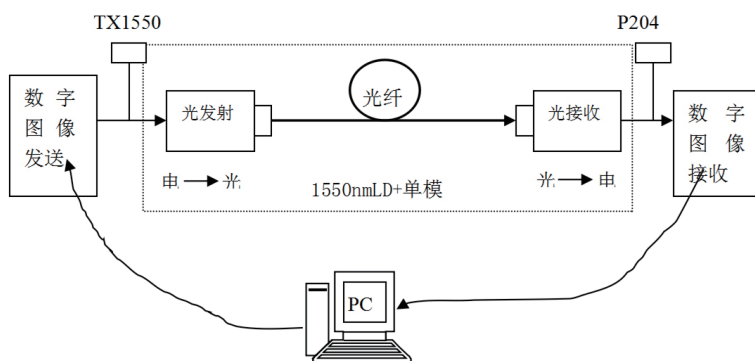 TX1550
P204
数 字
图 像
发送
光发射
光纤
光接收
数 字
图 像
接收
电
光
光
电
1550nmLD+单模
PC